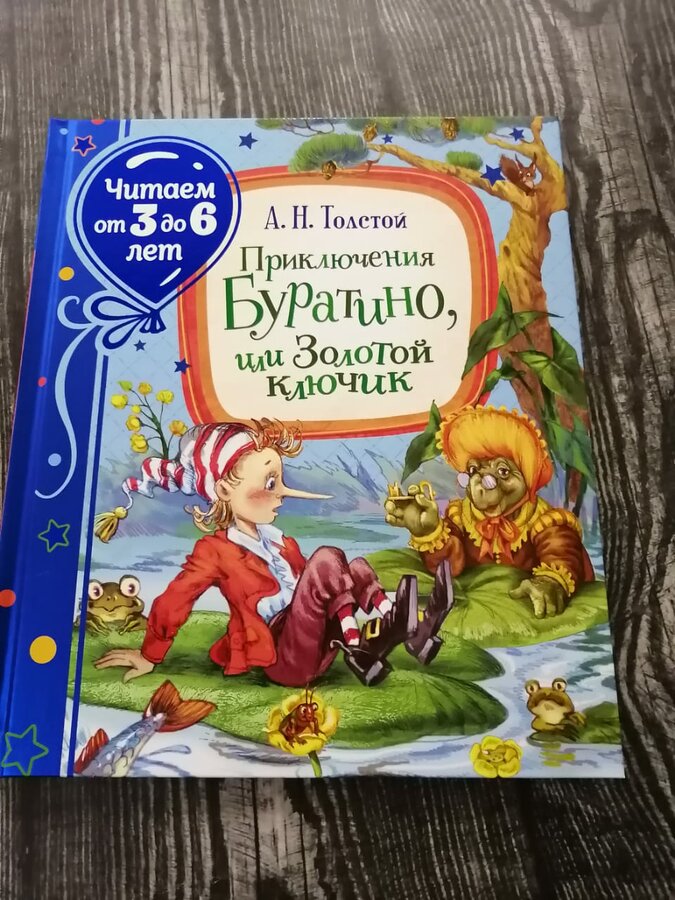 Читаем
от 3 до 6
лет
А. Н. Толстой
Приключения
Буратино,
или Золотой
ключик